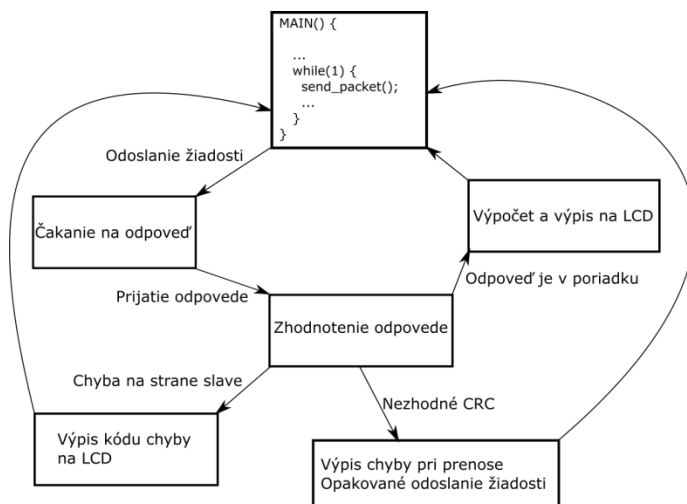 MAIN() {
...
while(1) {
send_packet();
...
}
}
Odoslanie žiadosti
Čakanie na odpoveď
Výpočet a výpis na LCD
Prijatie odpovede
Odpoveď je v poriadku
Zhodnotenie odpovede
Chyba na strane slave
Nezhodné CRC
Výpis kódu chyby
na LCD
Výpis chyby pri prenose
Opakované odoslanie žiadosti